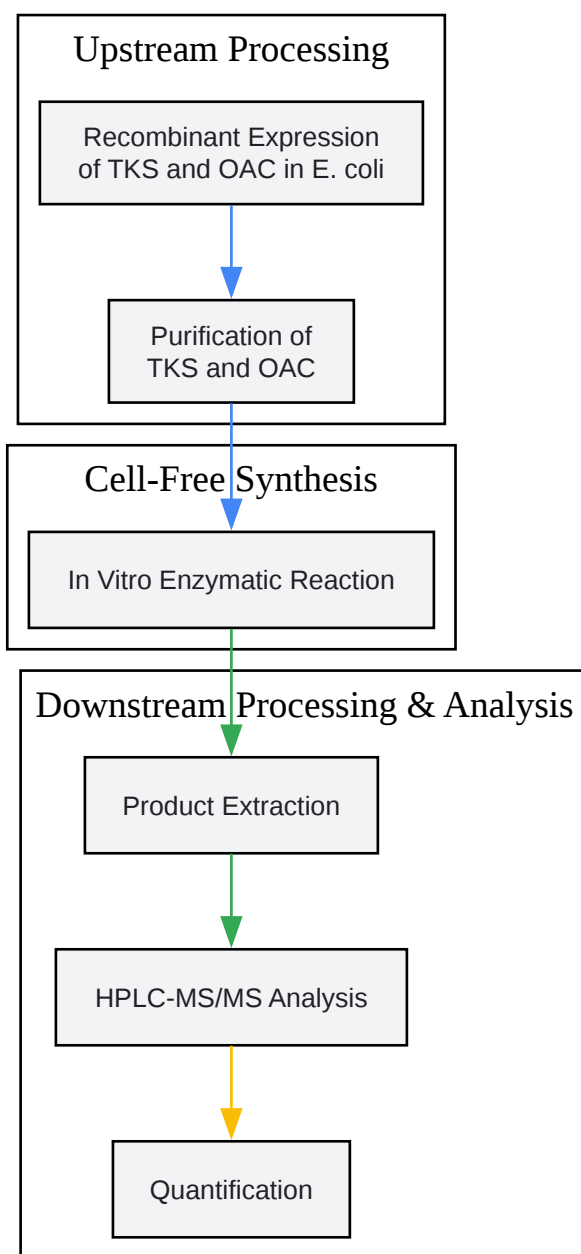 Upstream Processing
Recombinant Expression
of TKS and OAC in E. coli
Purification of
TKS and OAC
Cell-Free Synthesis
In Vitro Enzymatic Reaction
Downstream Processing & Analysis
Product Extraction
HPLC-MS/MS Analysis
Quantification